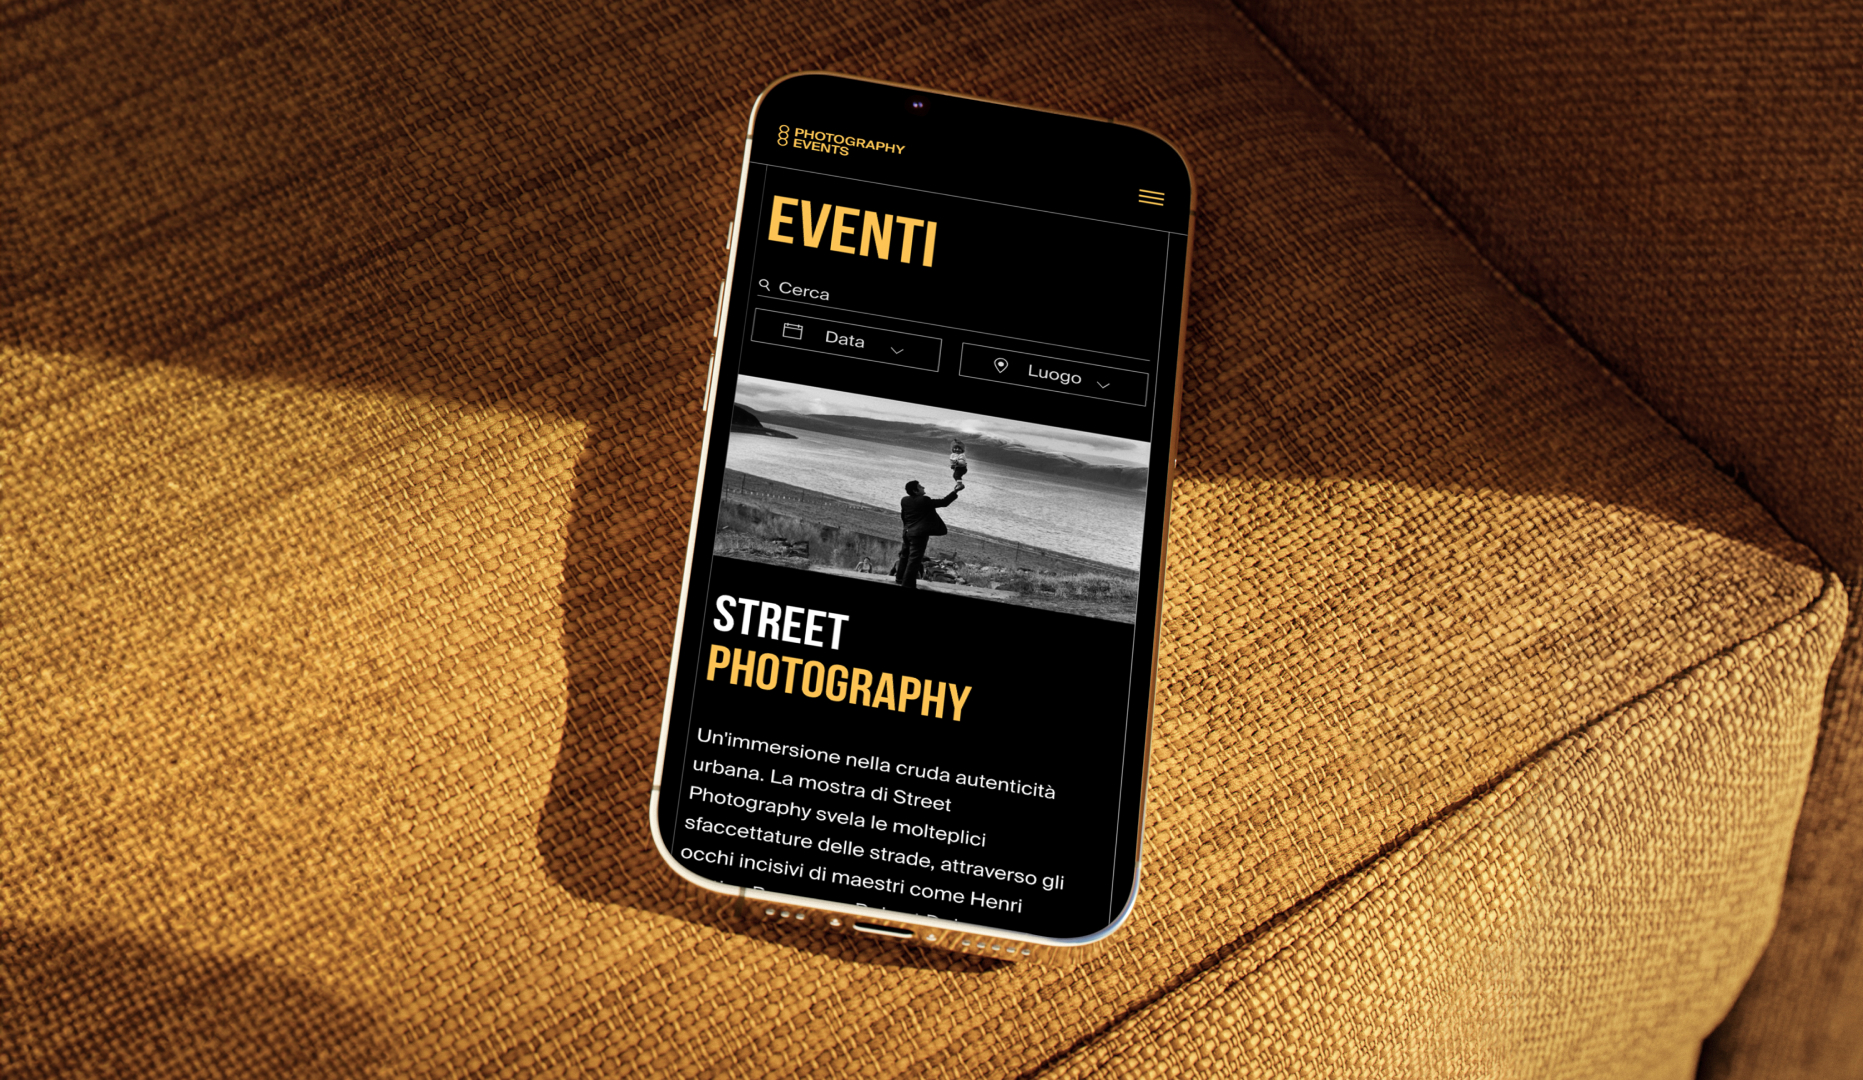 PHOTOGRAPHY
EVENTS
EVENTI
Cerca
Data
Luogo
STREET
PHOTOGRAPHY
Un'immersione nella cruda autenticità
urbana. La mostra di Street
Photography svela le molteplici
sfaccettature delle strade, attraverso gli
occhi incisivi di maestri come Henri